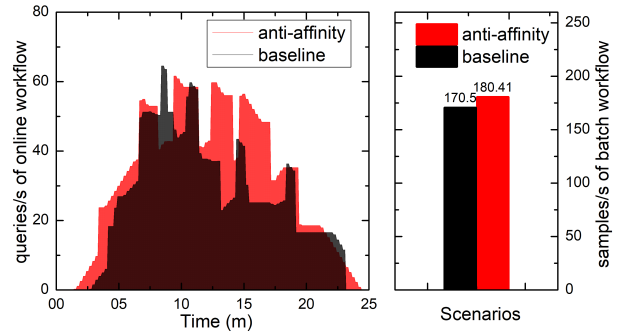 80
60
40
20
0
queries/s of online workflow
anti-affinity
baseline
00 05 10 15 20 25
Time (m)
anti-affinity
baseline
170.5
180.41
250
200
150
100
50
0
samples/s of batch workflow
Scenarios